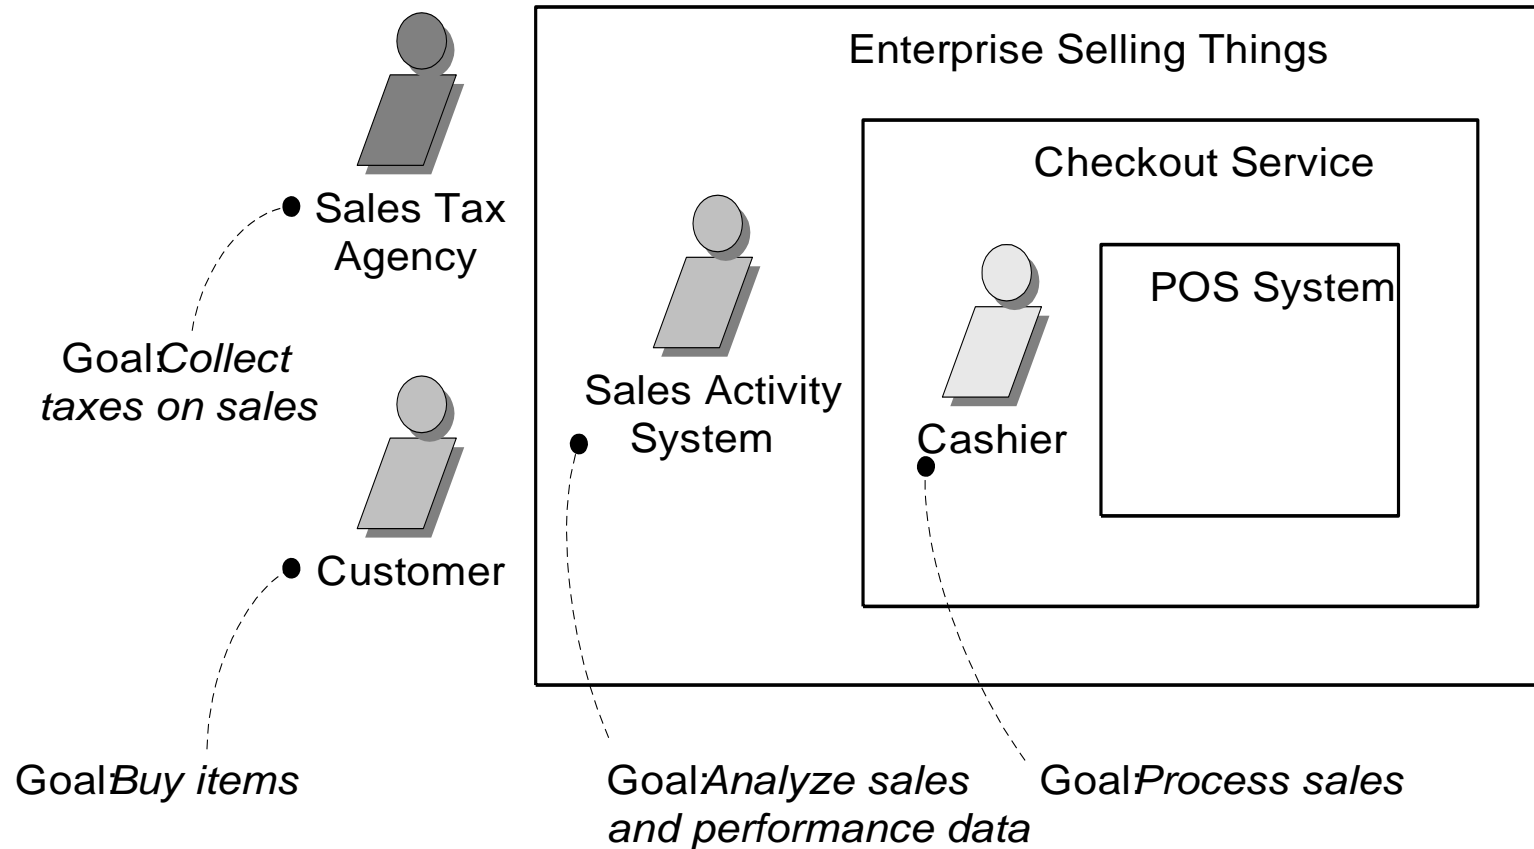 Enterprise Selling Things
Checkout Service
POS System
Sales Tax
Agency
Goal:Collect
taxes on sales
Sales Activity
System
Cashier
Customer
Goal:Buy items
Goal:Analyze sales
and performance data
Goal:Process sales